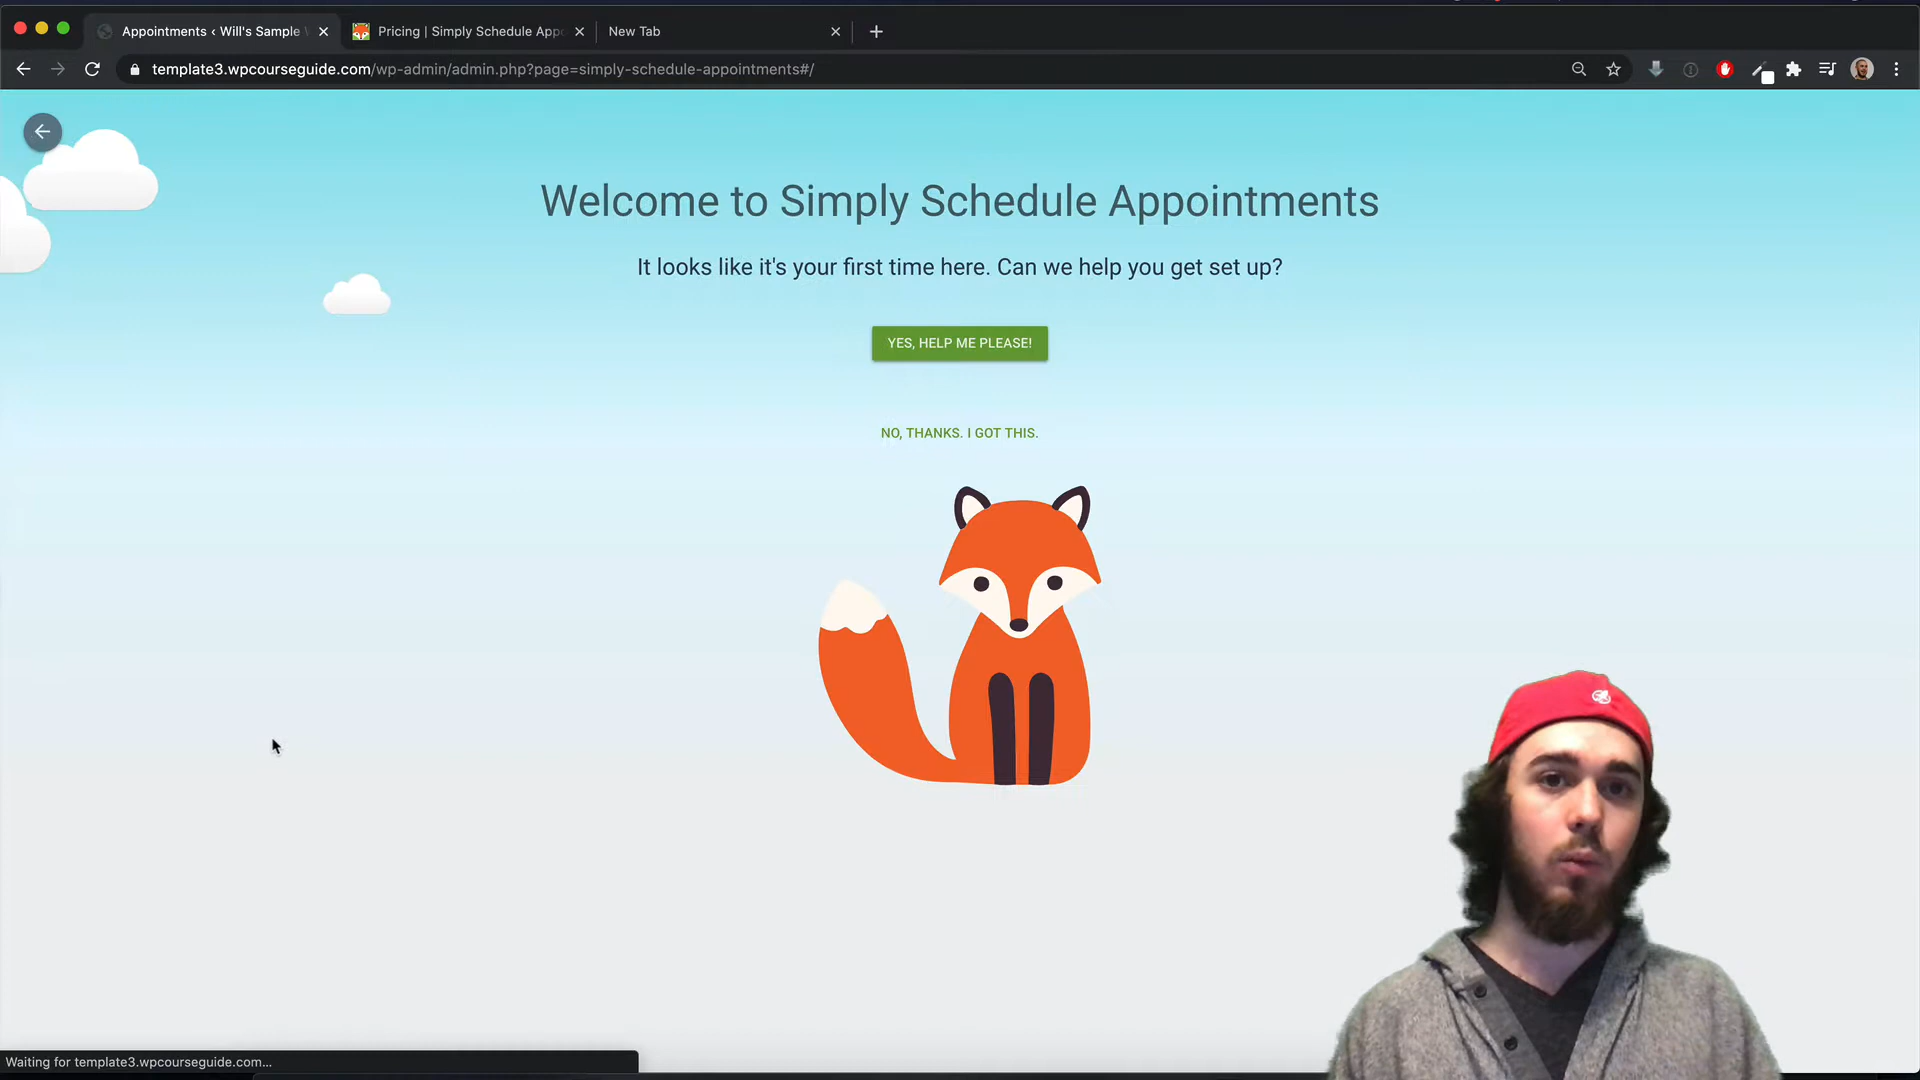 Appointments ‹ Will's Sample
Pricing | Simply Schedule Appo
New Tab
template3.wpcourseguide.com/wp-admin/admin.php?page=simply-schedule-appointments#/
Welcome to Simply Schedule Appointments
It looks like it's your first time here. Can we help you get set up?
YES, HELP ME PLEASE!
NO, THANKS. I GOT THIS.
Waiting for template3.wpcourseguide.com...